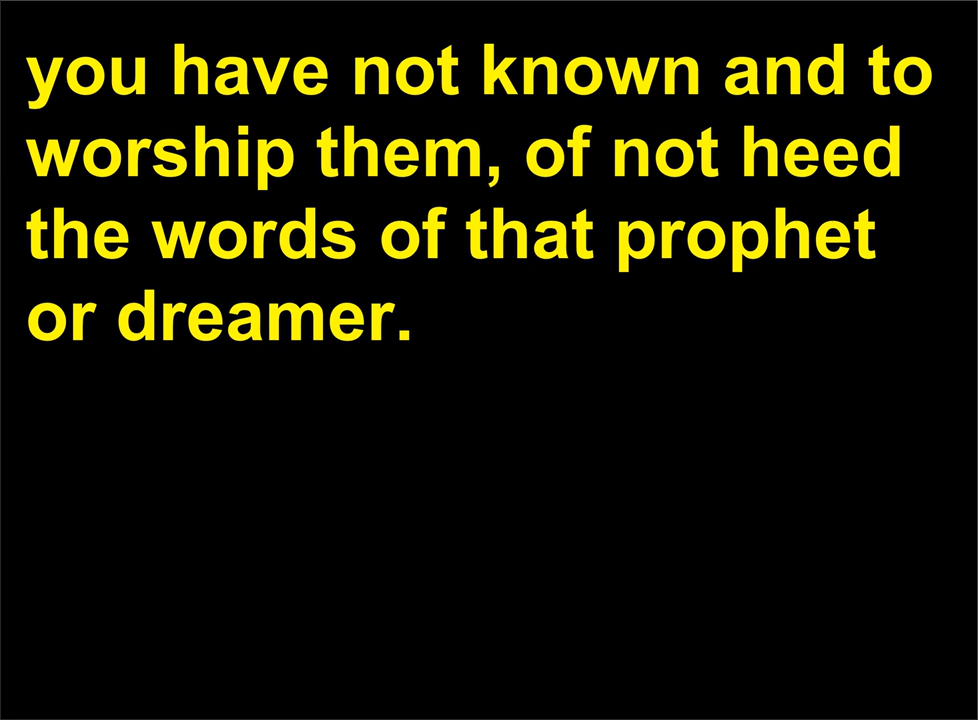 you have not known and to
worship them, of not heed
the words of that prophet
or dreamer.